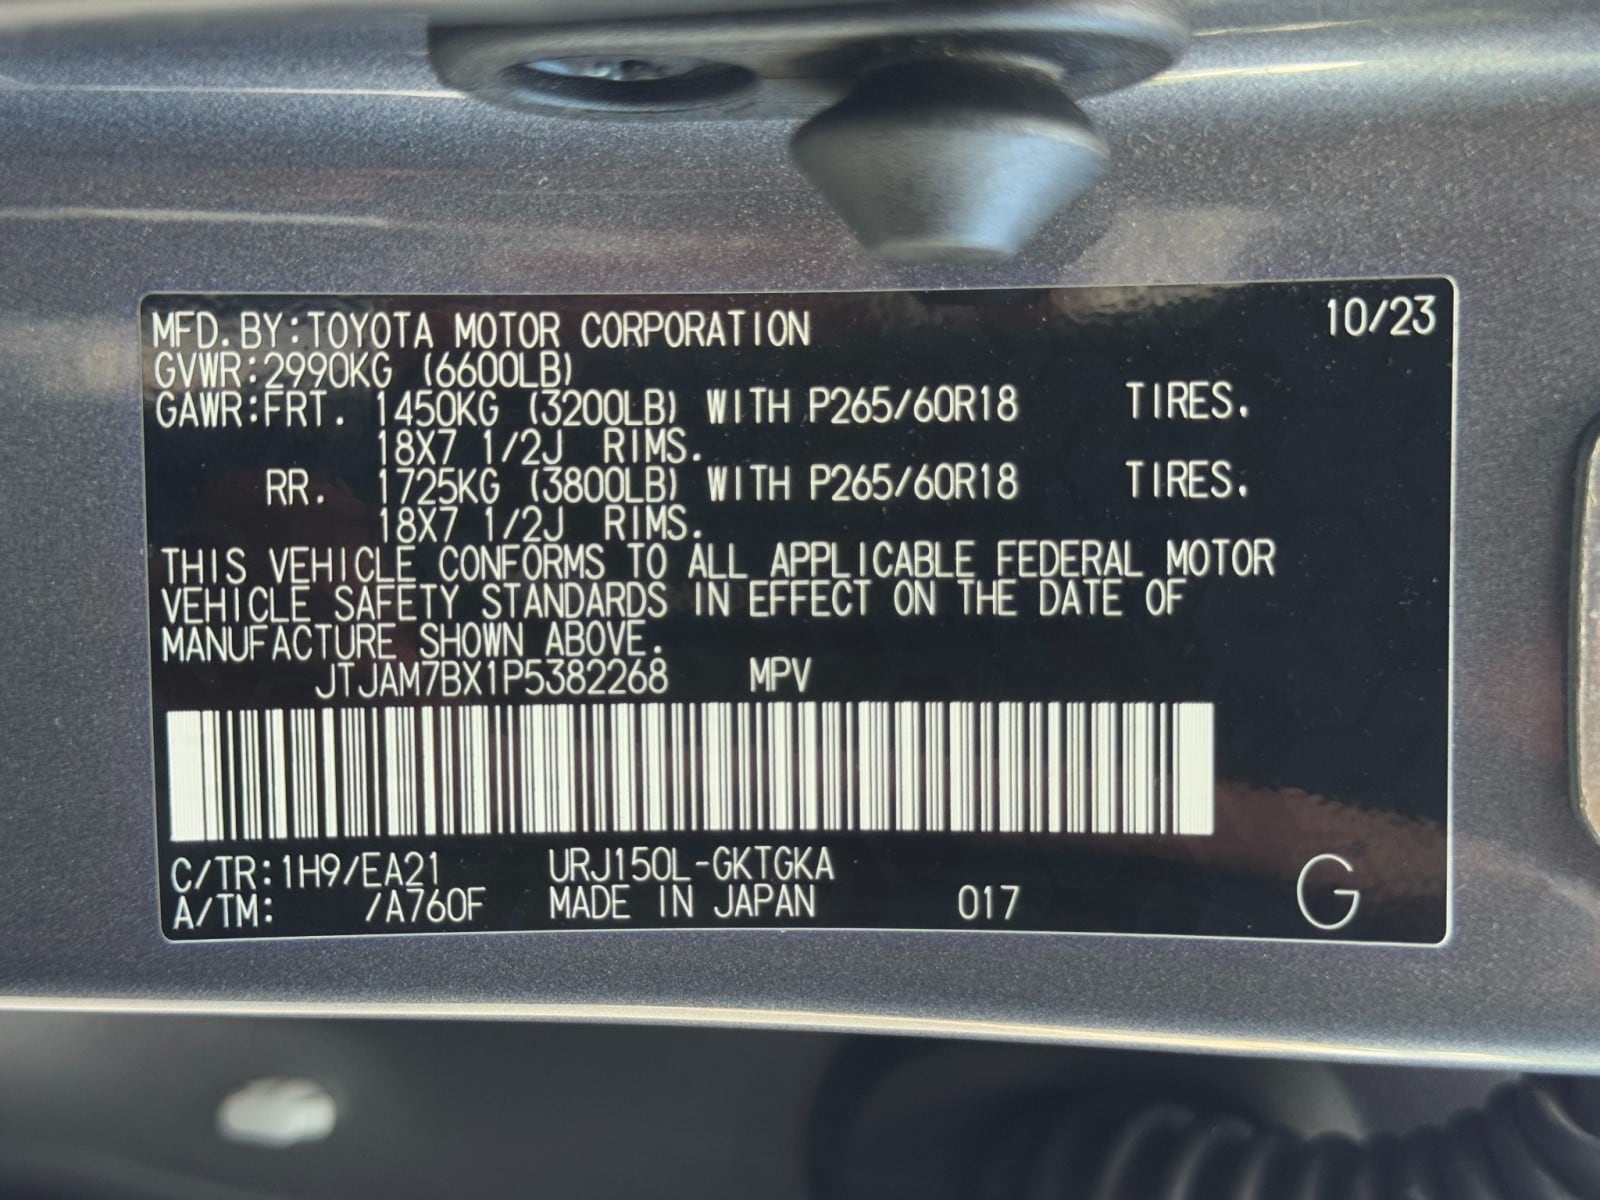 MFD.BY:TOYOTA MOTOR CORPORATION 10/23
GVWR:2990KG (6600LB)
GAWR:FRT. 1450KG (3200LB) WITH P265/60R18 TIRES.
18X7 1/2J RIMS.
RR. 1725KG (3800LB) WITH P265/60R18 TIRES.
18X7 1/2J RIMS.
THIS VEHICLE CONFORMS TO ALL APPLICABLE FEDERAL MOTOR
VEHICLE SAFETY STANDARDS IN EFFECT ON THE DATE OF
MANUFACTURE SHOWN ABOVE.
JTJAM7BX1P5382268 MPV
C/TR:1H9/EA21 URJ150L-GKTGKA
A/TM: /A760F MADE IN JAPAN 017 G